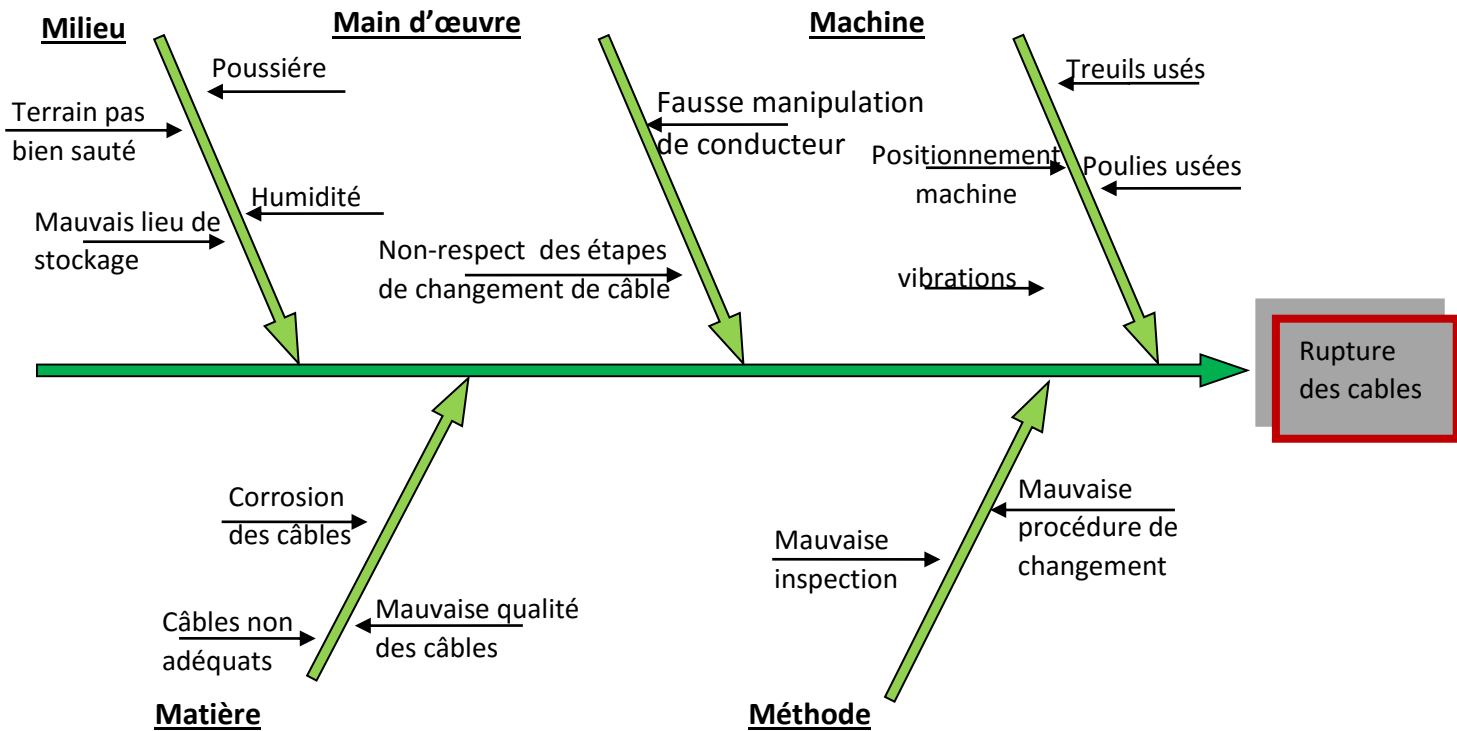 Milieu
Main d’œuvre
Machine
Poussiére
Terrain pas
bien sauté
Humidité
Mauvais lieu de
stockage
Fausse manipulation
de conducteur
Non-respect  des étapes
de changement de câble
Treuils usés
Positionnement
machine
Poulies usées
vibrations
Rupture
des cables
Corrosion
des câbles
Câbles non
adéquats
Mauvaise qualité
des câbles
Matière
Mauvaise
inspection
Mauvaise
procédure de
changement
Méthode